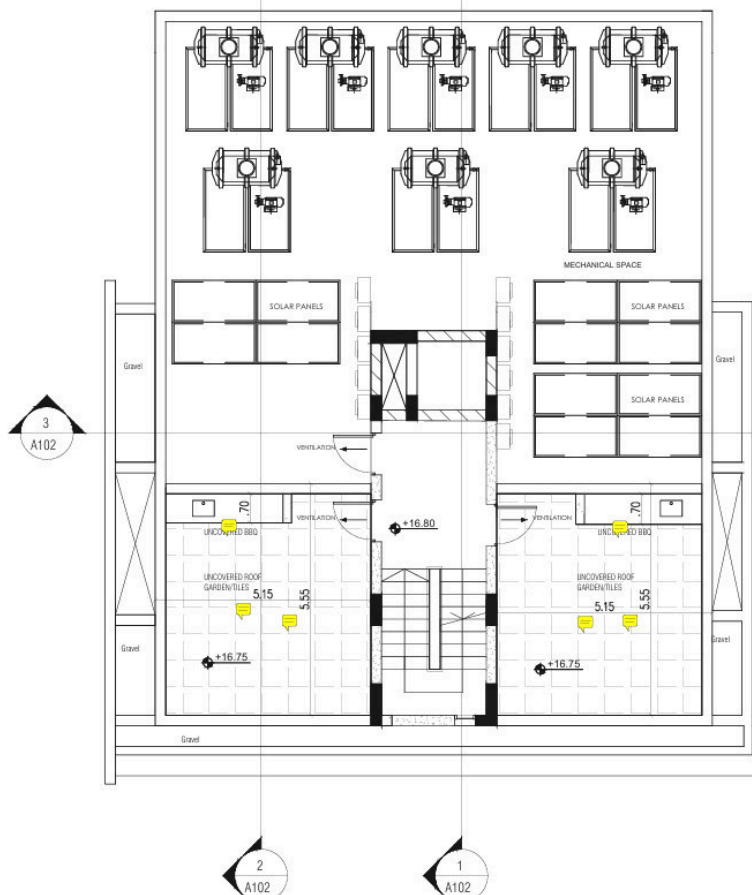 MECHANICAL SPACE
SOLAR PANELS
SOLAR PANELS
Gravel
Gravel
SOLAR PANELS
3
A102
VENTILATION
.70
.70
VENTILATION
VENTILATION
+16.80
UNCOVERED BBQ
UNCOVERED BBQ
UNCOVERED ROOF
GARDEN/TILES
5.15
5.55
UNCOVERED ROOF
GARDEN/TILES
5.15
5.55
Gravel
Gravel
+16.75
+16.75
Gravel
2
A102
1
A102